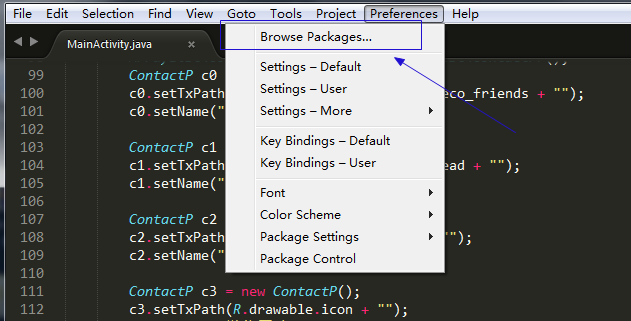 File Edit Selection Find View Goto Tools Project Preferences Help
MainActivity.java
Browse Packages...
Settings – Default
Settings – User
Settings – More
Key Bindings – Default
Key Bindings – User
Font
Color Scheme
Package Settings
Package Control
99 ContactP c0
100 c0.setTxPath eco_friends + "");
101 c0.setName("
102
103 ContactP c1
104 c1.setTxPath ead + "");
105 c1.setName("
106
107 ContactP c2
108 c2.setTxPath "");
109 c2.setName("
110
111 ContactP c3 = new ContactP();
112 c3.setTxPath(R.drawable.icon + "");